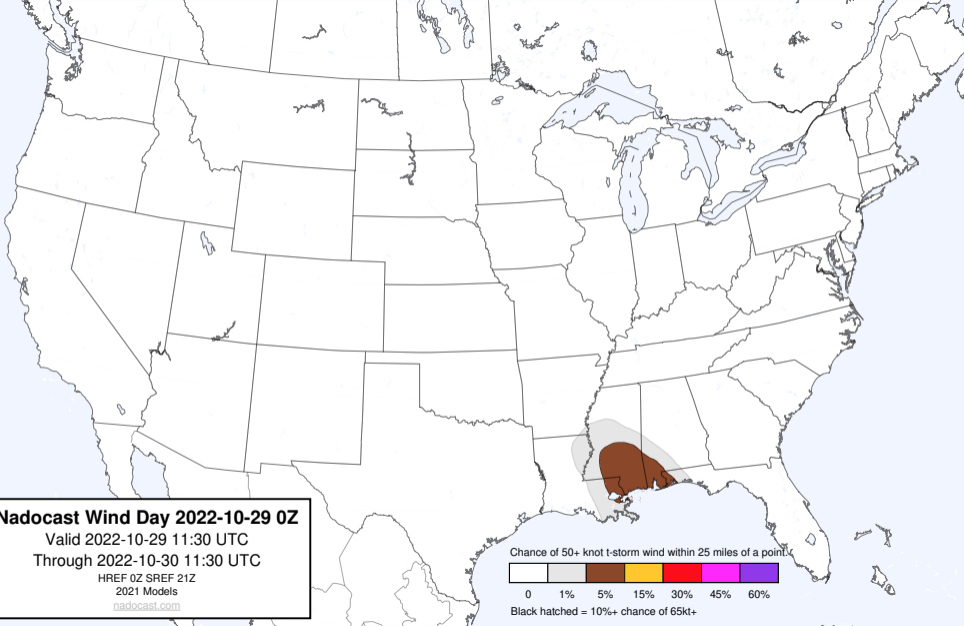 Nadocast Wind Day 2022-10-29 0Z
Valid 2022-10-29 11:30 UTC
Through 2022-10-30 11:30 UTC
HREF 0Z SREF 21Z
2021 Models
nadocast.com
Chance of 50+ knot t-storm wind within 25 miles of a point.
0 1% 5% 15% 30% 45% 60%
Black hatched = 10%+ chance of 65kt+